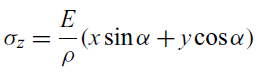 σ_z = E/ρ (x sin α + y cos α)